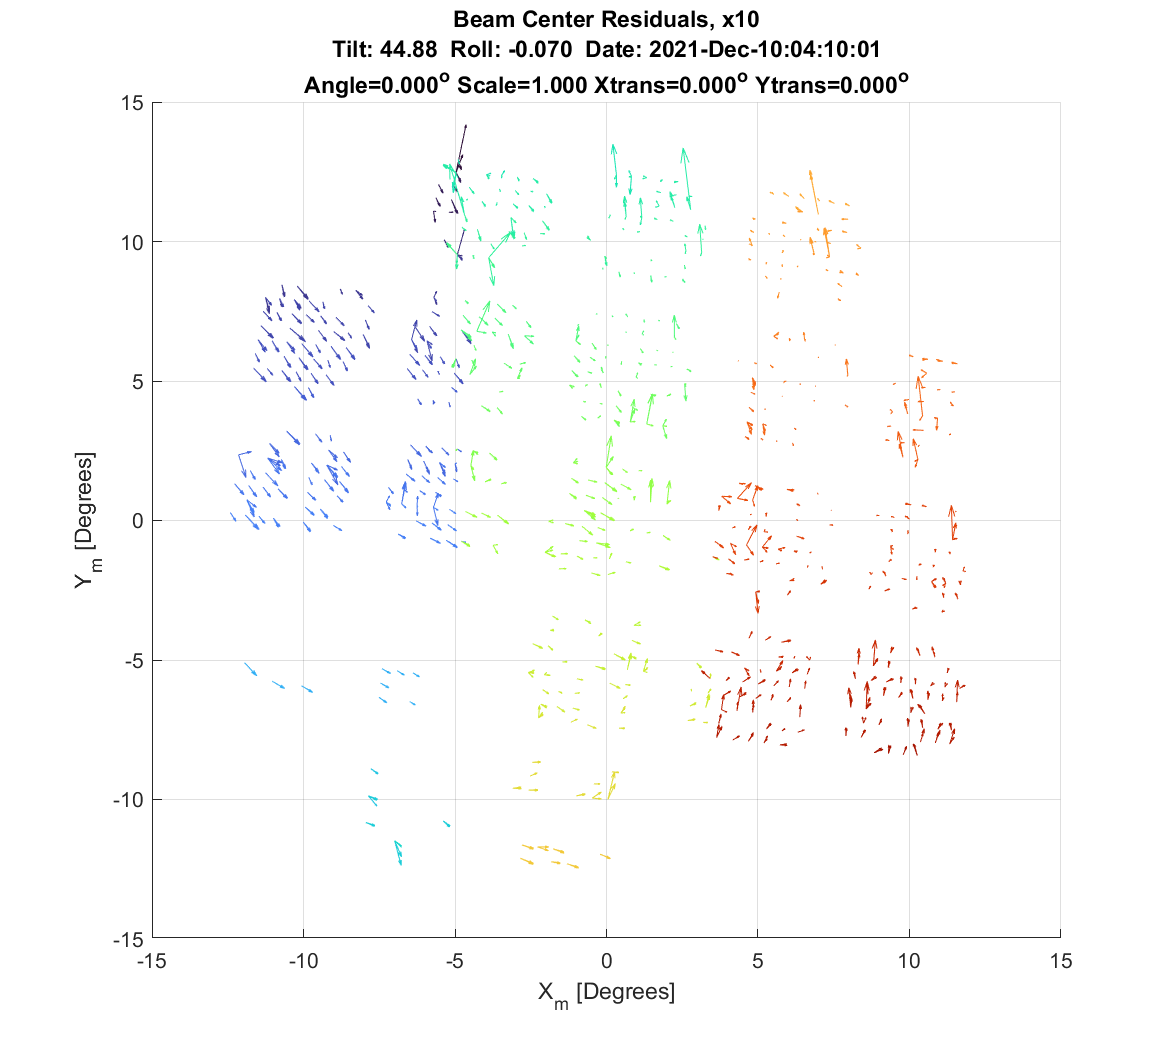 Beam Center Residuals, x10
Tilt: 44.88 Roll: -0.070 Date: 2021-Dec-10:04:10:01
Angle=0.000° Scale=1.000 Xtrans=0.000° Ytrans=0.000°
15
10
5
0
-5
-10
-15
Y_m [Degrees]
-15 -10 -5 0 5 10 15
X_m [Degrees]